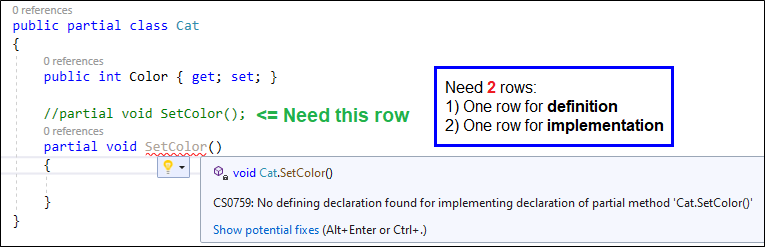 0 references
public partial class Cat
{
0 references
public int Color { get; set; }
//partial void SetColor(); <= Need this row
0 references
partial void SetColor()
{
}
}
Need 2 rows:
1) One row for definition
2) One row for implementation
void Cat.SetColor()
CS0759: No defining declaration found for implementing declaration of partial method 'Cat.SetColor()'
Show potential fixes (Alt+Enter or Ctrl+.)